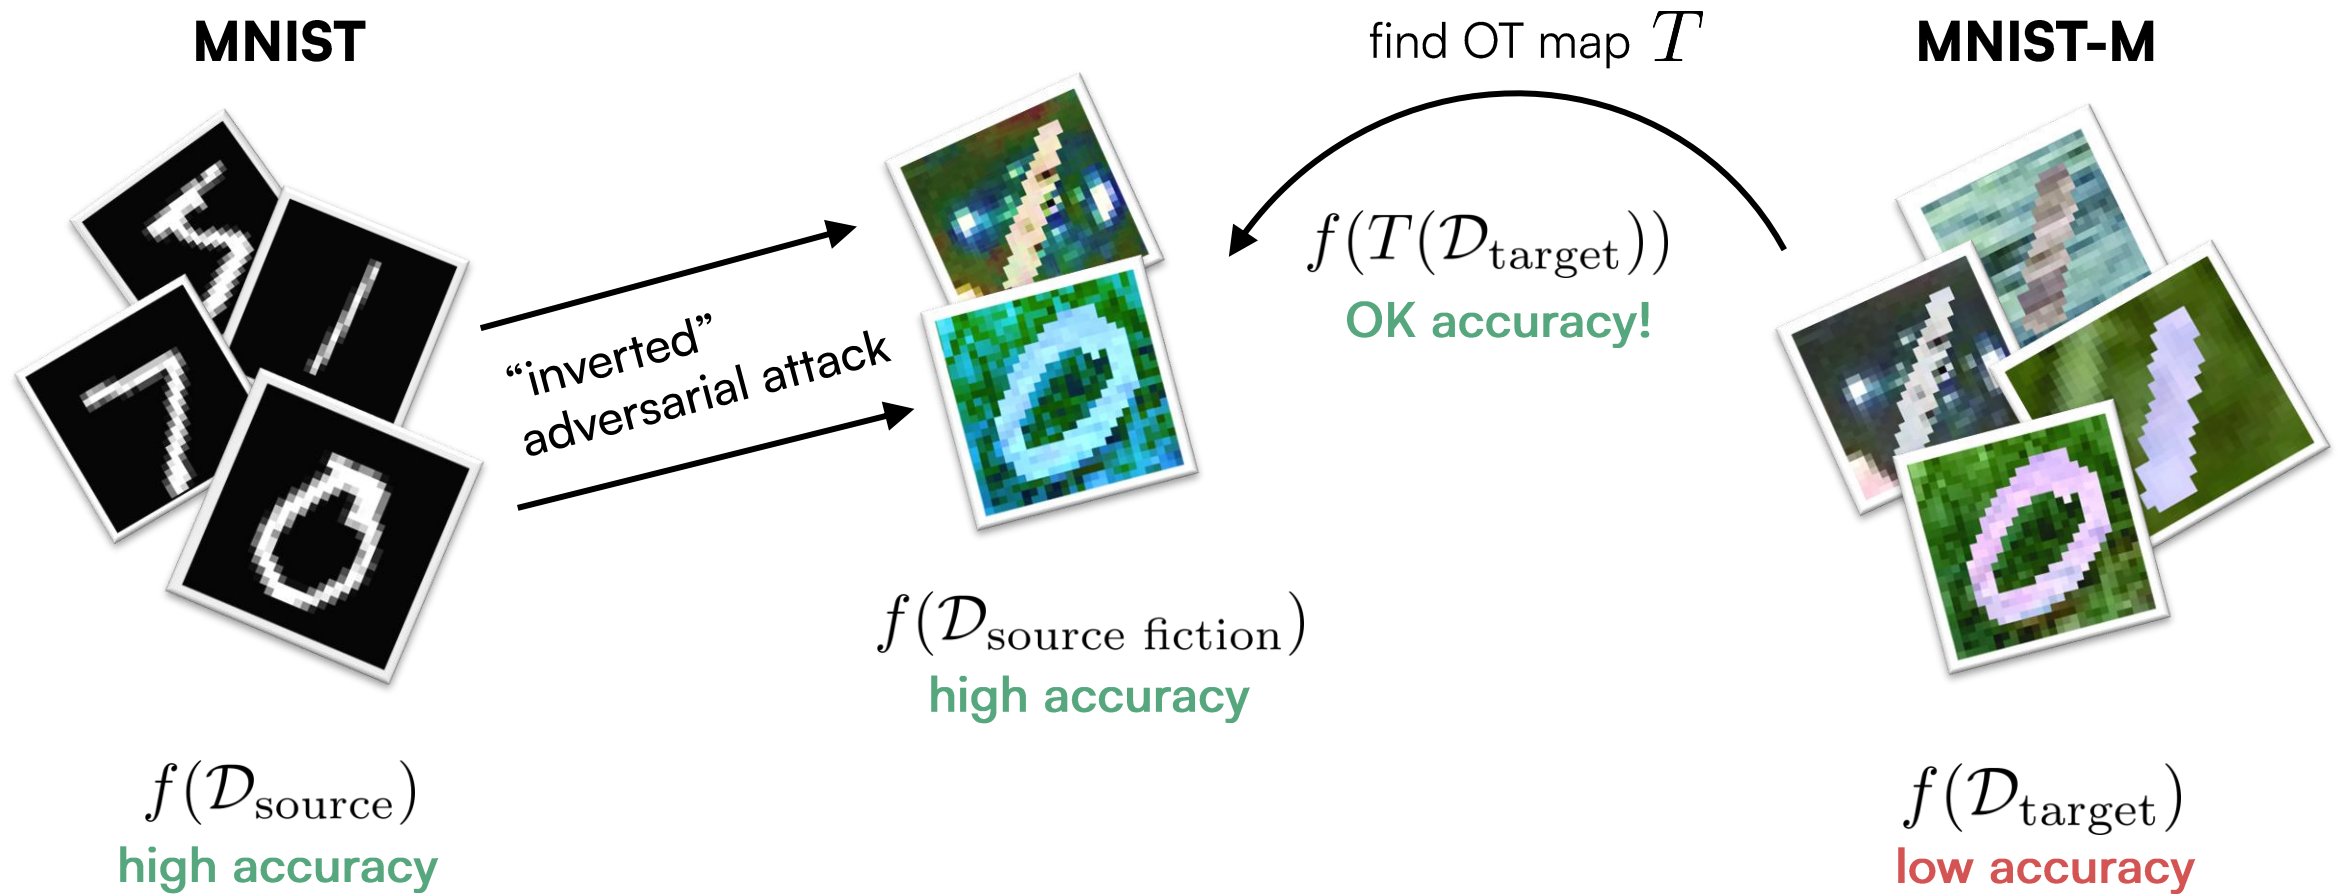 MNIST
find OT map T
MNIST-M
f(T(𝒟target))
OK accuracy!
“inverted”
adversarial attack
f(𝒟source fiction)
high accuracy
f(𝒟source)
high accuracy
f(𝒟target)
low accuracy